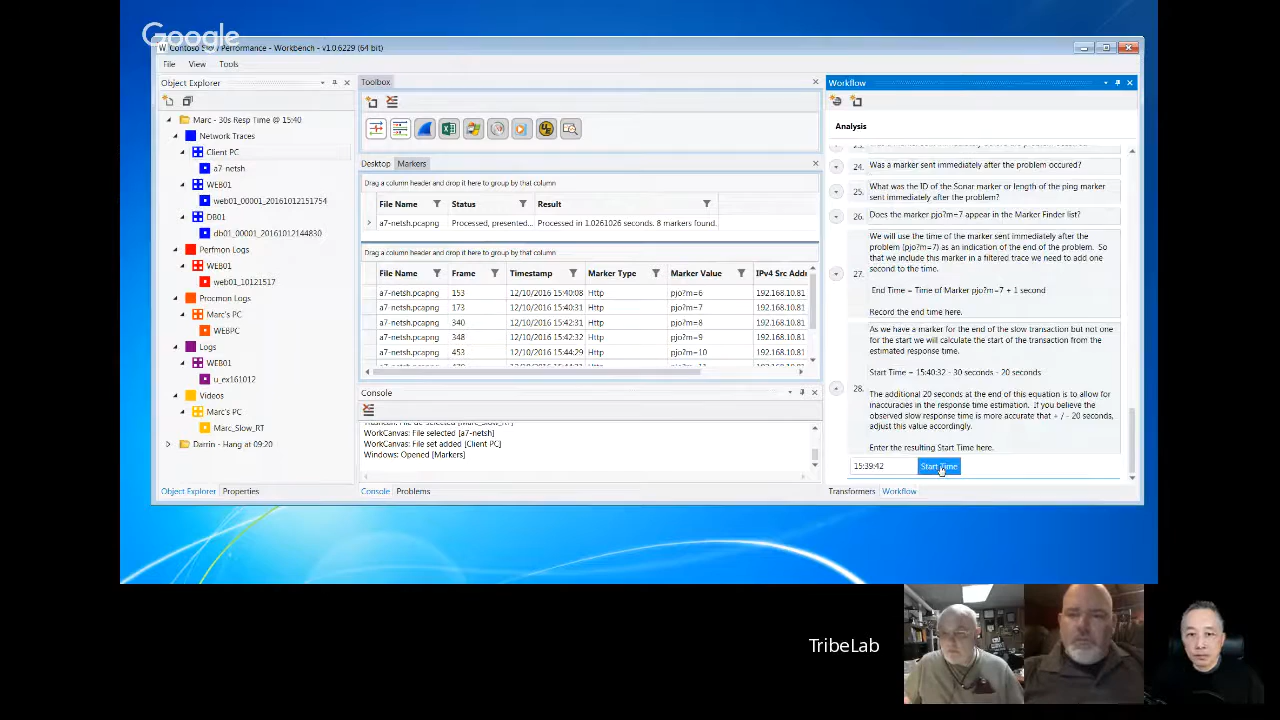 Google
Performance - Workbench - v1.0.6229 (64 bit)
File View Tools
Object Explorer
Toolbox
Workflow
Marc - 30s Resp Time @ 15:40
Network Traces
Client PC
a7-netsh
WEB01
web01_00001_20161012151754
DB01
db01_00001_20161012144830
Perfmon Logs
WEB01
web01_10121517
Procmon Logs
Marc's PC
WEBPC
Logs
WEB01
u_ex161012
Videos
Marc's PC
Marc_Slow_RT
Darrin - Hang at 09:20
Object Explorer Properties
Desktop Markers
Drag a column header and drop it here to group by that column
File Name Status Result
a7-netsh.pcapng Processed, presented... Processed in 1.0261026 seconds. 8 markers found.
Drag a column header and drop it here to group by that column
File Name Frame Timestamp Marker Type Marker Value IPv4 Src Addr
a7-netsh.pcapng 153 12/10/2016 15:40:08 Http pjo?m=6 192.168.10.81
a7-netsh.pcapng 173 12/10/2016 15:40:31 Http pjo?m=7 192.168.10.81
a7-netsh.pcapng 340 12/10/2016 15:42:31 Http pjo?m=8 192.168.10.81
a7-netsh.pcapng 348 12/10/2016 15:42:32 Http pjo?m=9 192.168.10.81
a7-netsh.pcapng 453 12/10/2016 15:44:29 Http pjo?m=10 192.168.10.81
Console
WorkCanvas: File selected [a7-netsh]
WorkCanvas: File set added [Client PC]
Windows: Opened [Markers]
Console Problems
Analysis
24. Was a marker sent immediately after the problem occured?
25. What was the ID of the Sonar marker or length of the ping marker
sent immediately after the problem?
26. Does the marker pjo?m=7 appear in the Marker Finder list?
We will use the time of the marker sent immediately after the
problem (pjo?m=7) as an indication of the end of the problem. So
that we include this marker in a filtered trace we need to add one
second to the time.
27.
End Time = Time of Marker pjo?m=7 + 1 second
Record the end time here.
As we have a marker for the end of the slow transaction but not one
for the start we will calculate the start of the transaction from the
estimated response time.
Start Time = 15:40:32 - 30 seconds - 20 seconds
28.
The additional 20 seconds at the end of this equation is to allow for
inaccuracies in the response time estimation. If you believe the
observed slow response time is more accurate that + / - 20 seconds,
adjust this value accordingly.
Enter the resulting Start Time here.
15:39:42 Start Time
Transformers Workflow
TribeLab